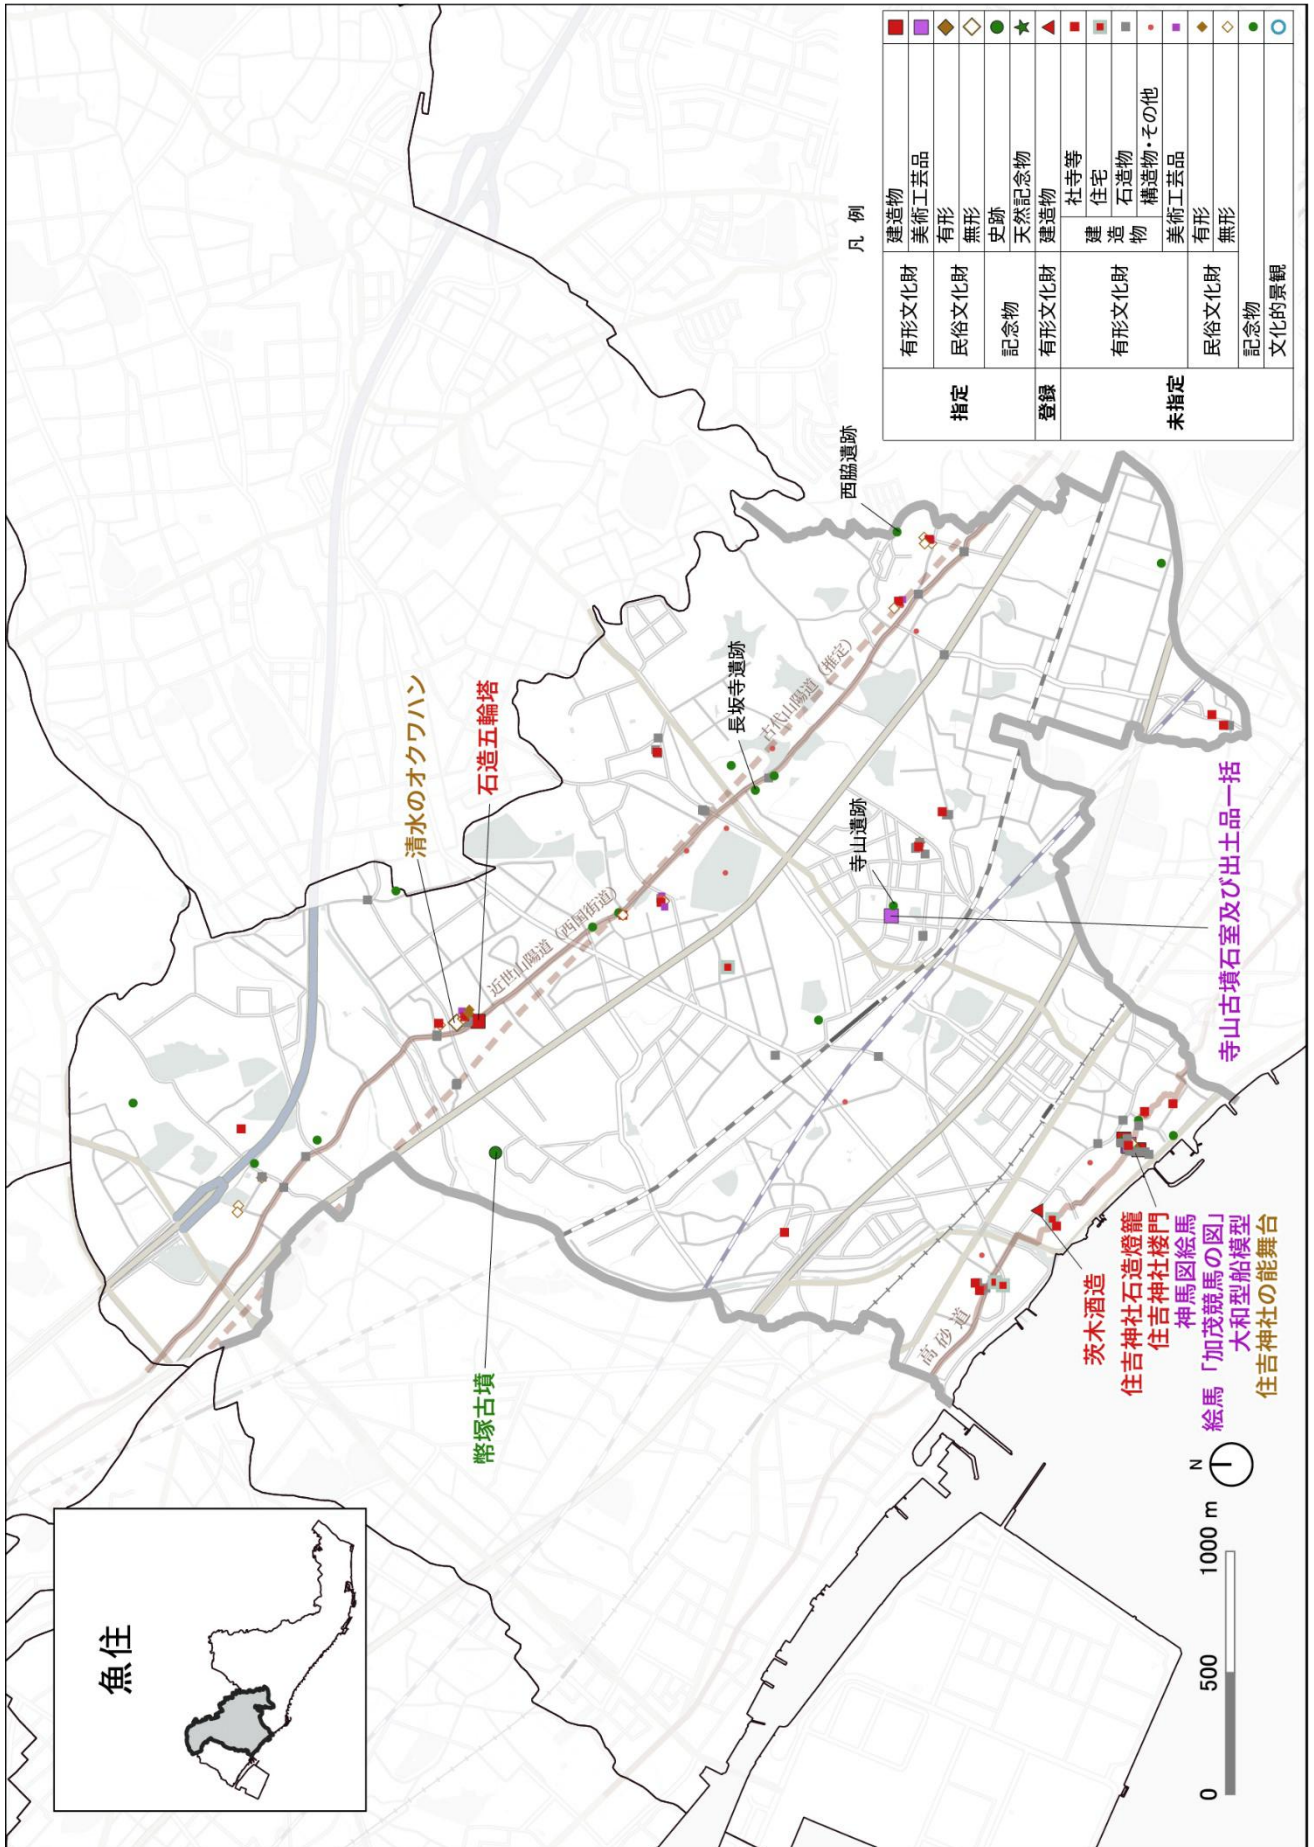 魚住
清水のオクワハン
石造五輪塔
幣塚古墳
近世山陽道(西国街道)
古代山陽道(推定)
長坂寺遺跡
西脇遺跡
寺山遺跡
寺山古墳石室及び出土品一括
高砂道
茨木酒造
住吉神社石造燈籠
住吉神社楼門
神馬図絵馬
絵馬「加茂競馬の図」
大和型船模型
住吉神社の能舞台
N
0 500 1000 m
凡 例
指定 有形文化財 建造物
美術工芸品
民俗文化財 有形
無形
記念物 史跡
天然記念物
登録 有形文化財 建造物
未指定 有形文化財 建造物 社寺等
住宅
石造物
構造物・その他
美術工芸品
民俗文化財 有形
無形
記念物
文化的景観